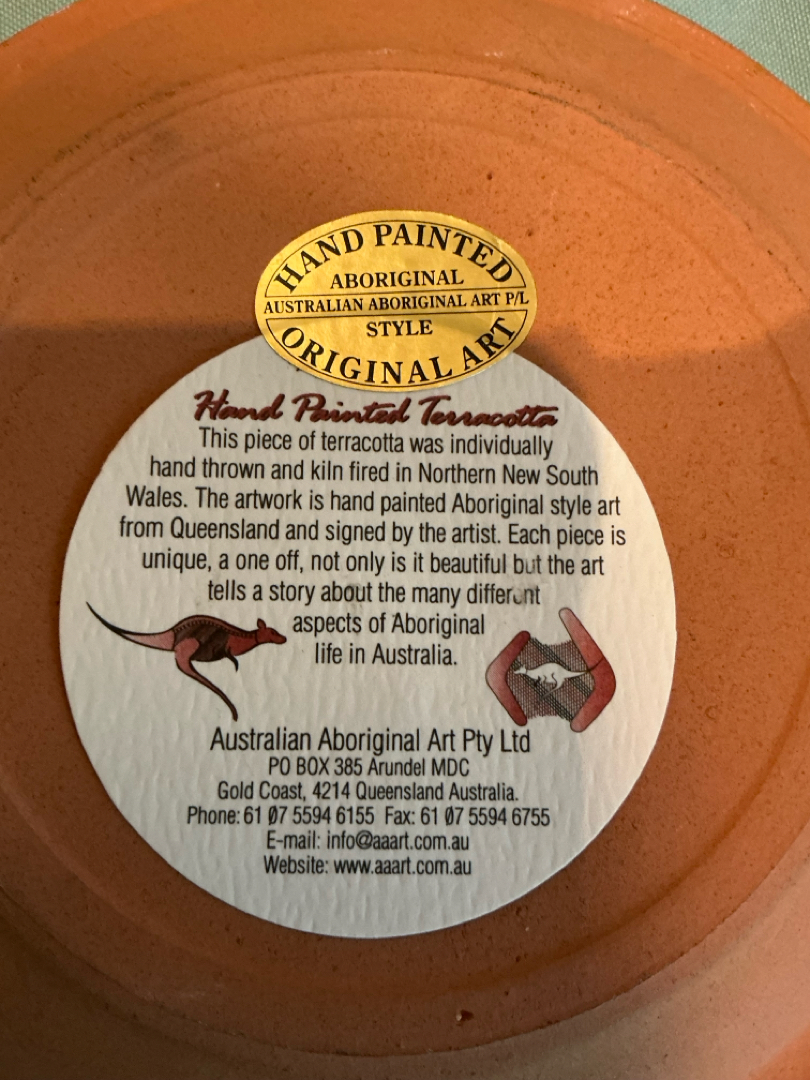 HAND PAINTED
ABORIGINAL
AUSTRALIAN ABORIGINAL ART P/L
STYLE
ORIGINAL ART
Hand Painted Terracotta
This piece of terracotta was individually
hand thrown and kiln fired in Northern New South
Wales. The artwork is hand painted Aboriginal style art
from Queensland and signed by the artist. Each piece is
unique, a one off, not only is it beautiful but the art
tells a story about the many different
aspects of Aboriginal
life in Australia.
Australian Aboriginal Art Pty Ltd
PO BOX 385 Arundel MDC
Gold Coast, 4214 Queensland Australia.
Phone: 61 07 5594 6155 Fax: 61 07 5594 6755
E-mail: info@aaart.com.au
Website: www.aaart.com.au